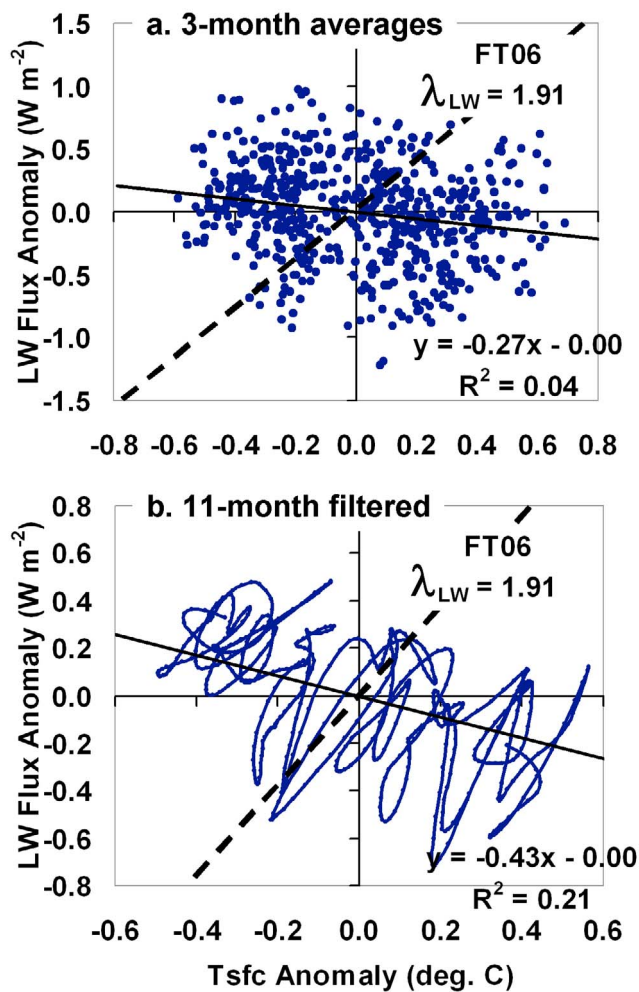 a. 3-month averages
FT06
λLW = 1.91
LW Flux Anomaly (W m-2)
1.5
1.0
0.5
0.0
-0.5
-1.0
-1.5
y = -0.27x - 0.00
R2 = 0.04
-0.8 -0.6 -0.4 -0.2 0.0 0.2 0.4 0.6 0.8
b. 11-month filtered
FT06
λLW = 1.91
LW Flux Anomaly (W m-2)
0.8
0.6
0.4
0.2
0.0
-0.2
-0.4
-0.6
-0.8
y = -0.43x - 0.00
R2 = 0.21
-0.6 -0.4 -0.2 0.0 0.2 0.4 0.6
Tsfc Anomaly (deg. C)